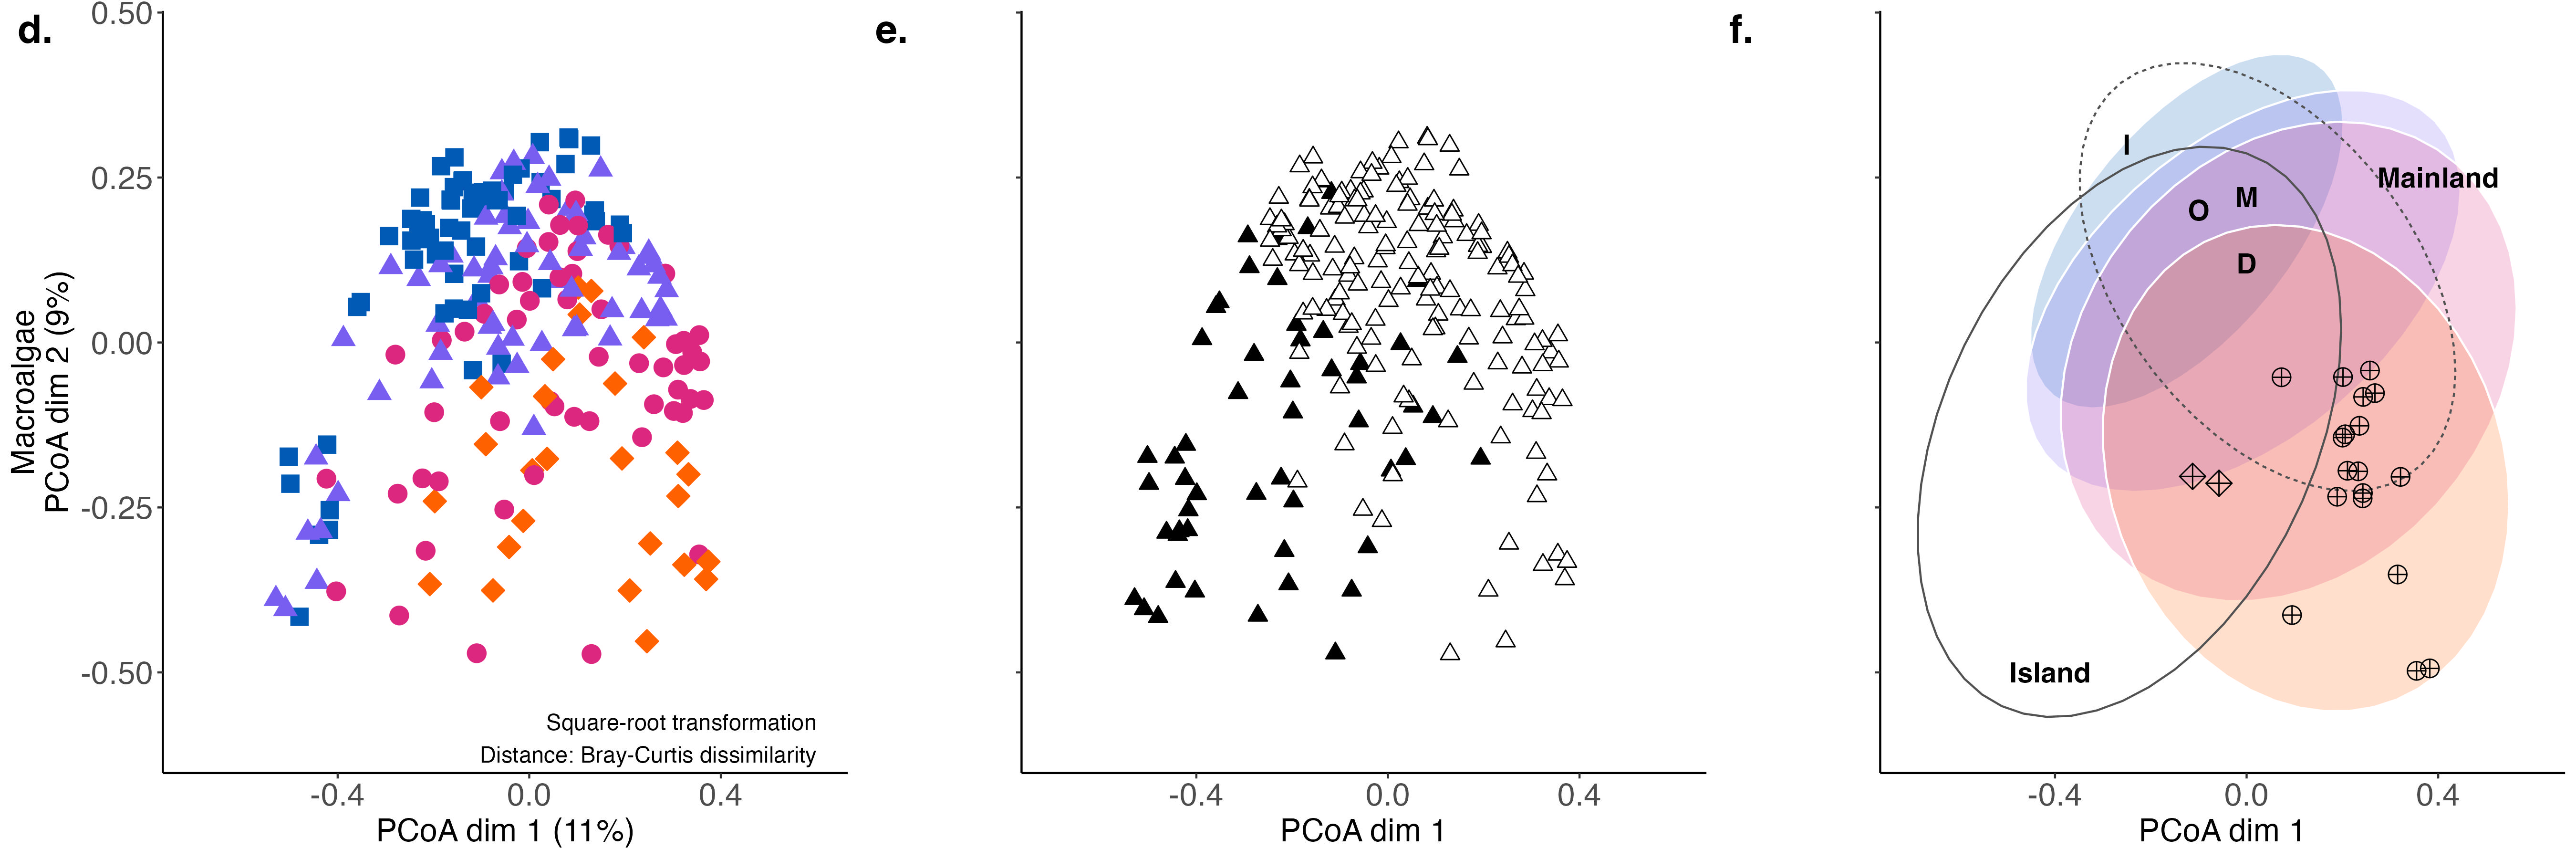 d.
e.
f.
0.50
0.25
0.00
-0.25
-0.50
Macroalgae
PCoA dim 2 (9%)
Square-root transformation
Distance: Bray-Curtis dissimilarity
-0.4 0.0 0.4
PCoA dim 1 (11%)
-0.4 0.0 0.4
PCoA dim 1
I
Mainland
M
O
D
Island
-0.4 0.0 0.4
PCoA dim 1